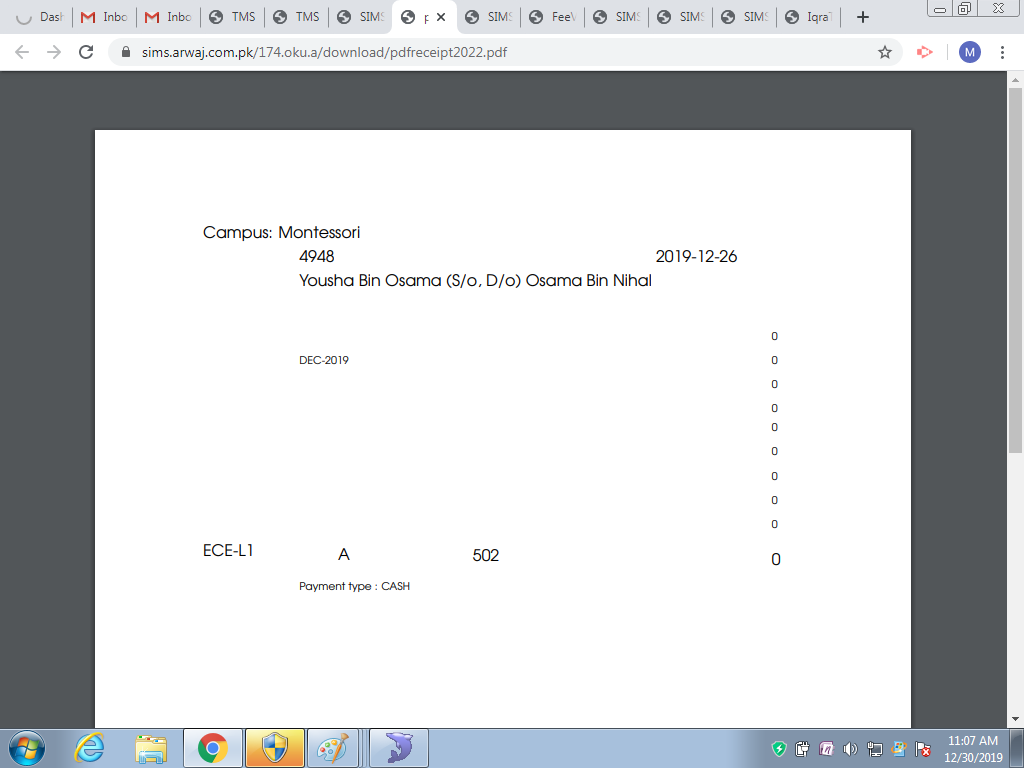 Dash
Inbo
Inbo
TMS
TMS
SIMS
p
SIMS
FeeV
SIMS
SIMS
SIMS
IqraT
sims.arwaj.com.pk/174.oku.a/download/pdfreceipt2022.pdf
M
Campus: Montessori
4948 2019-12-26
Yousha Bin Osama (S/o, D/o) Osama Bin Nihal
0
DEC-2019 0
0
0
0
0
0
0
0
ECE-L1 A 502 0
Payment type : CASH
11:07 AM
12/30/2019